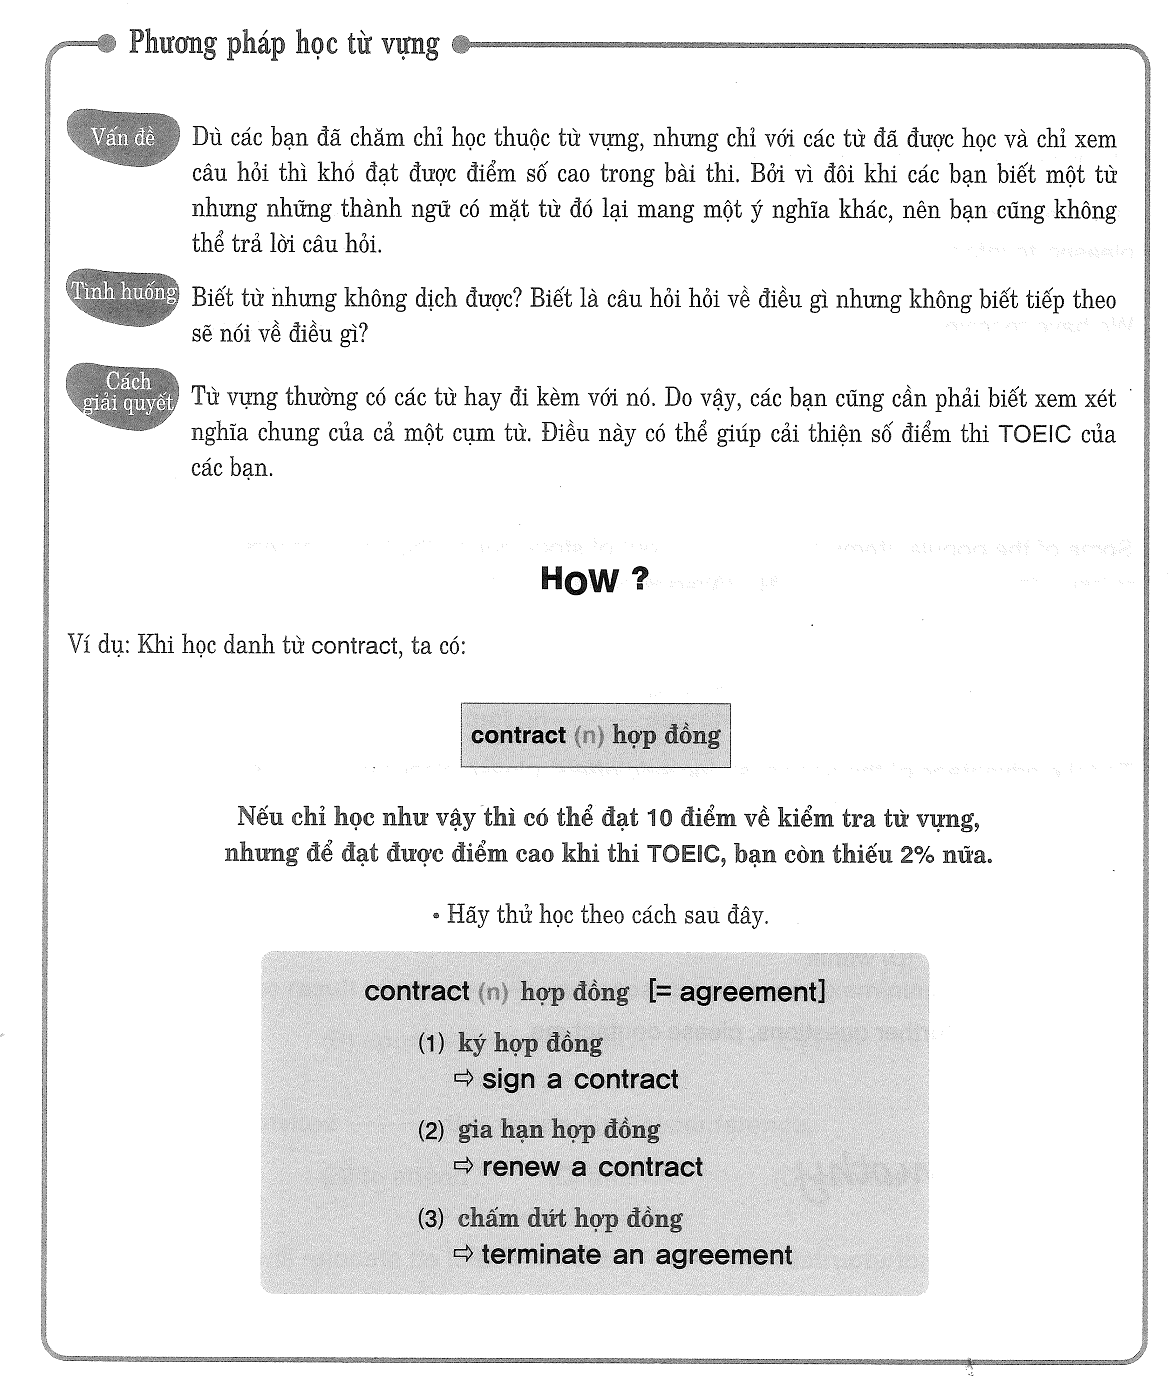 Phương pháp học từ vựng
Vấn đề
Dù các bạn đã chăm chỉ học thuộc từ vựng, nhưng chỉ với các từ đã được học và chỉ xem
câu hỏi thì khó đạt được điểm số cao trong bài thi. Bởi vì đôi khi các bạn biết một từ
nhưng những thành ngữ có mặt từ đó lại mang một ý nghĩa khác, nên bạn cũng không
thể trả lời câu hỏi.
Tình huống
Biết từ nhưng không dịch được? Biết là câu hỏi hỏi về điều gì nhưng không biết tiếp theo
sẽ nói về điều gì?
Cách
giải quyết
Từ vựng thường có các từ hay đi kèm với nó. Do vậy, các bạn cũng cần phải biết xem xét
nghĩa chung của cả một cụm từ. Điều này có thể giúp cải thiện số điểm thi TOEIC của
các bạn.
HOW ?
Ví dụ: Khi học danh từ contract, ta có:
contract (n) hợp đồng
Nếu chỉ học như vậy thì có thể đạt 10 điểm về kiểm tra từ vựng,
nhưng để đạt được điểm cao khi thi TOEIC, bạn còn thiếu 2% nữa.
• Hãy thử học theo cách sau đây.
contract (n) hợp đồng [= agreement]
(1) ký hợp đồng
⇨ sign a contract
(2) gia hạn hợp đồng
⇨ renew a contract
(3) chấm dứt hợp đồng
⇨ terminate an agreement